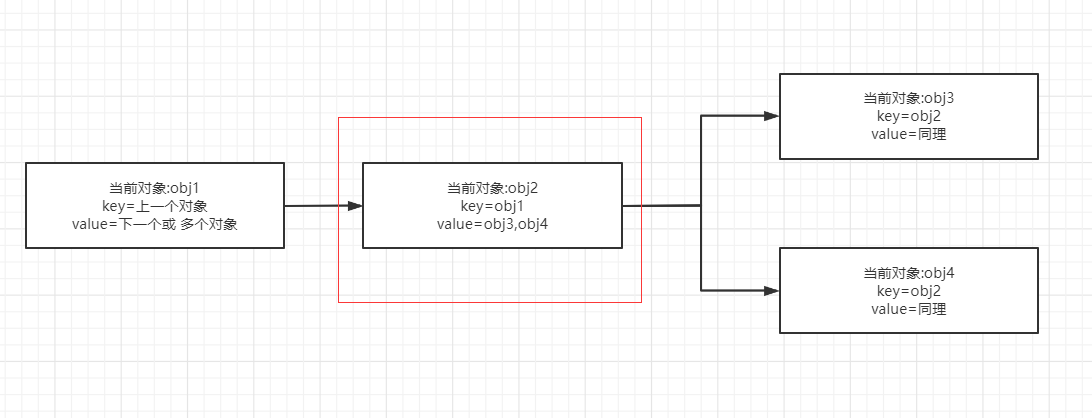 当前对象:obj1
key=上一个对象
value=下一个或 多个对象
当前对象:obj2
key=obj1
value=obj3,obj4
当前对象:obj3
key=obj2
value=同理
当前对象:obj4
key=obj2
value=同理